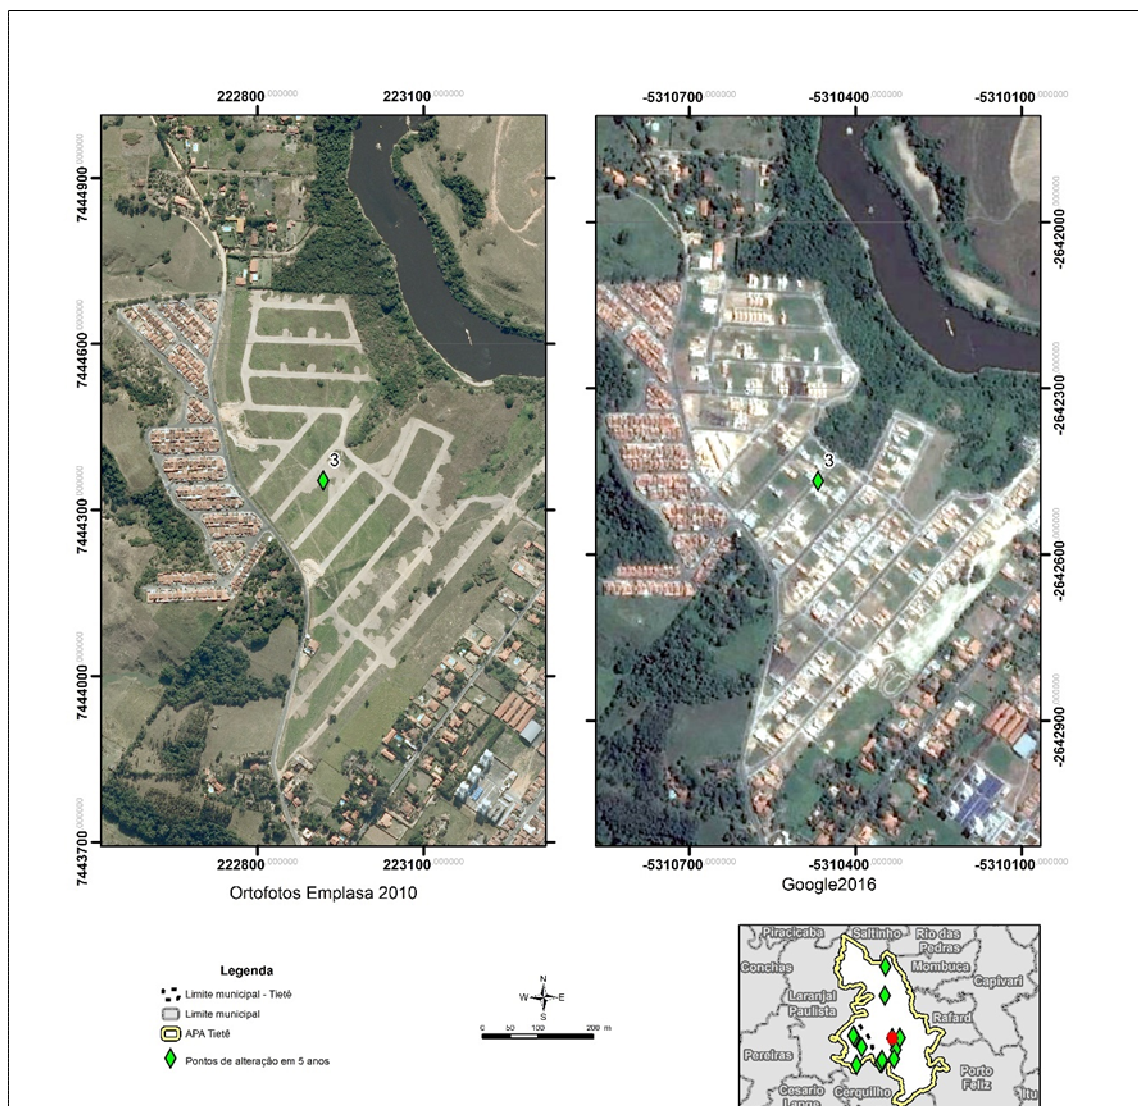 222800,000000
223100,000000
-5310700,000000
-5310400,000000
-5310100,000000
7444900,000000
7444600,000000
7444300,000000
7444000,000000
7443700,000000
3
3
-2642000,000000
-2642300,000000
-2642600,000000
-2642900,000000
222800,000000
223100,000000
-5310700,000000
-5310400,000000
-5310100,000000
Ortofotos Emplasa 2010
Google2016
Legenda
Limite municipal - Tietê
Limite municipal
APA Tietê
Pontos de alteração em 5 anos
N
W E
S
0 50 100 200 m
Piracicaba
Saltinho
Rio das
Pedras
Conchas
Mombuca
Capivari
Laranjal
Paulista
Rafard
Pereiras
Porto
Feliz
Cesario
Lange
Cerquilho
Itu